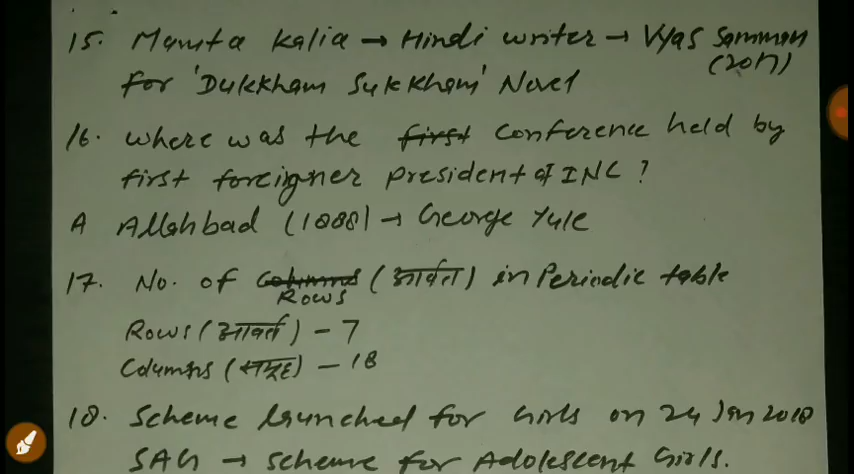 15. Mamta Kalia → Hindi writer → Vyas Samman
(2017)
for 'Dukkham Sukkham' Novel
16. where was the first Conference held by
first foreigner president of INC?
A Allahbad (1888) → George Yule
17. No. of Columns (आवर्त) in Periodic table
Rows
Rows (आवर्त) - 7
Columns (समूह) - 18
18. Scheme launched for Girls on 24 Jan 2018
SAG → scheme for Adolescent Girls.